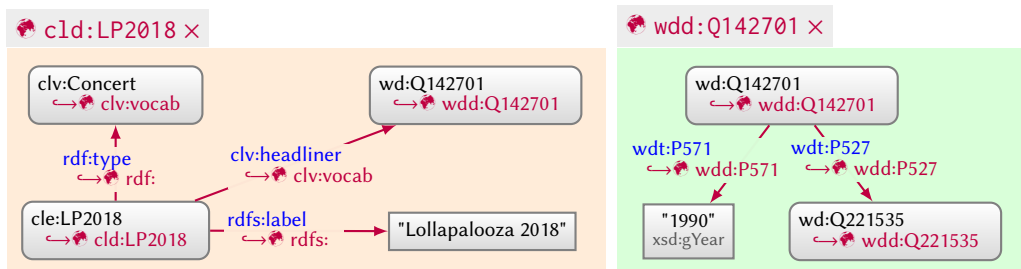 cld:LP2018 ×
clv:Concert
clv:vocab
wd:Q142701
wdd:Q142701
rdf:type
rdf:
clv:headliner
clv:vocab
cle:LP2018
cld:LP2018
rdfs:label
rdfs:
"Lollapalooza 2018"
wdd:Q142701 ×
wd:Q142701
wdd:Q142701
wdt:P571
wdd:P571
wdt:P527
wdd:P527
"1990"
xsd:gYear
wd:Q221535
wdd:Q221535